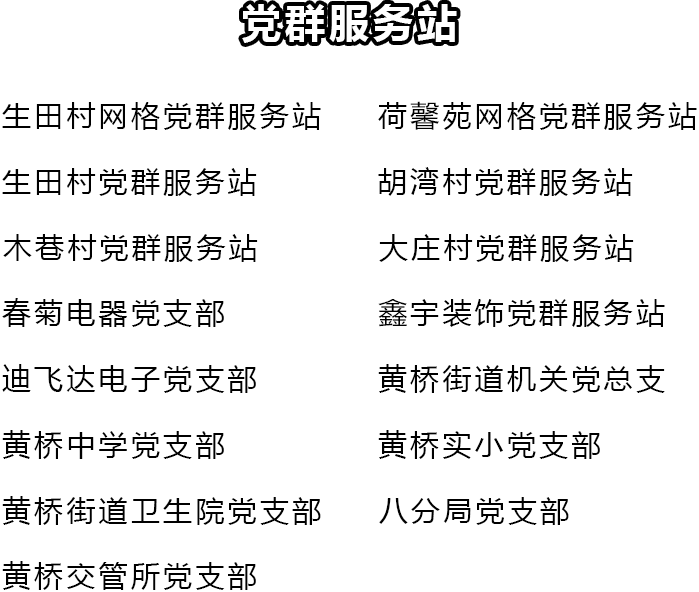 党群服务站
生田村网格党群服务站 荷馨苑网格党群服务站
生田村党群服务站 胡湾村党群服务站
木巷村党群服务站 大庄村党群服务站
春菊电器党支部 鑫宇装饰党群服务站
迪飞达电子党支部 黄桥街道机关党总支
黄桥中学党支部 黄桥实小党支部
黄桥街道卫生院党支部 八分局党支部
黄桥交管所党支部